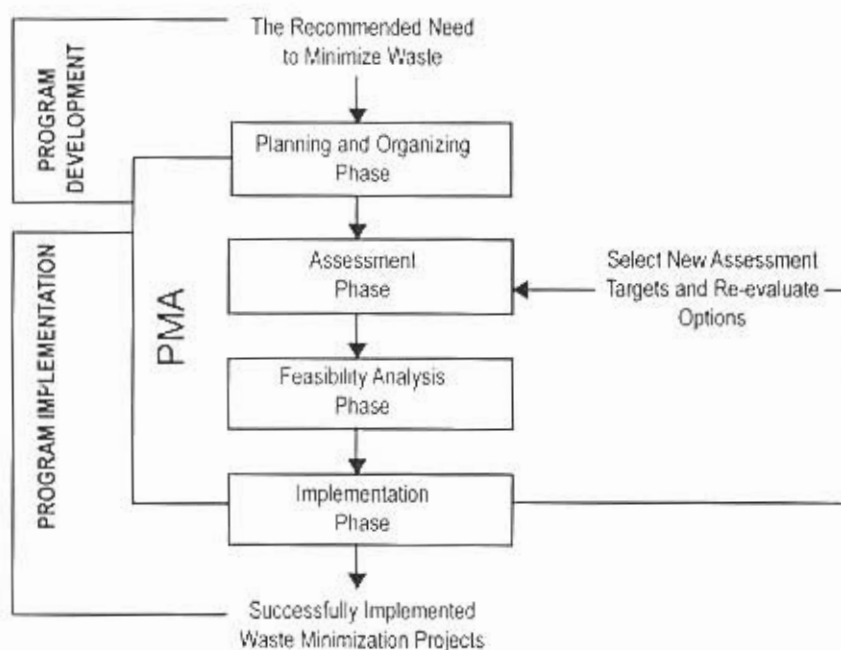 The Recommended Need
to Minimize Waste
PROGRAM
DEVELOPMENT
Planning and Organizing
Phase
Assessment
Phase
Select New Assessment
Targets and Re-evaluate
Options
PMA
PROGRAM IMPLEMENTATION
Feasibility Analysis
Phase
Implementation
Phase
Successfully Implemented
Waste Minimization Projects